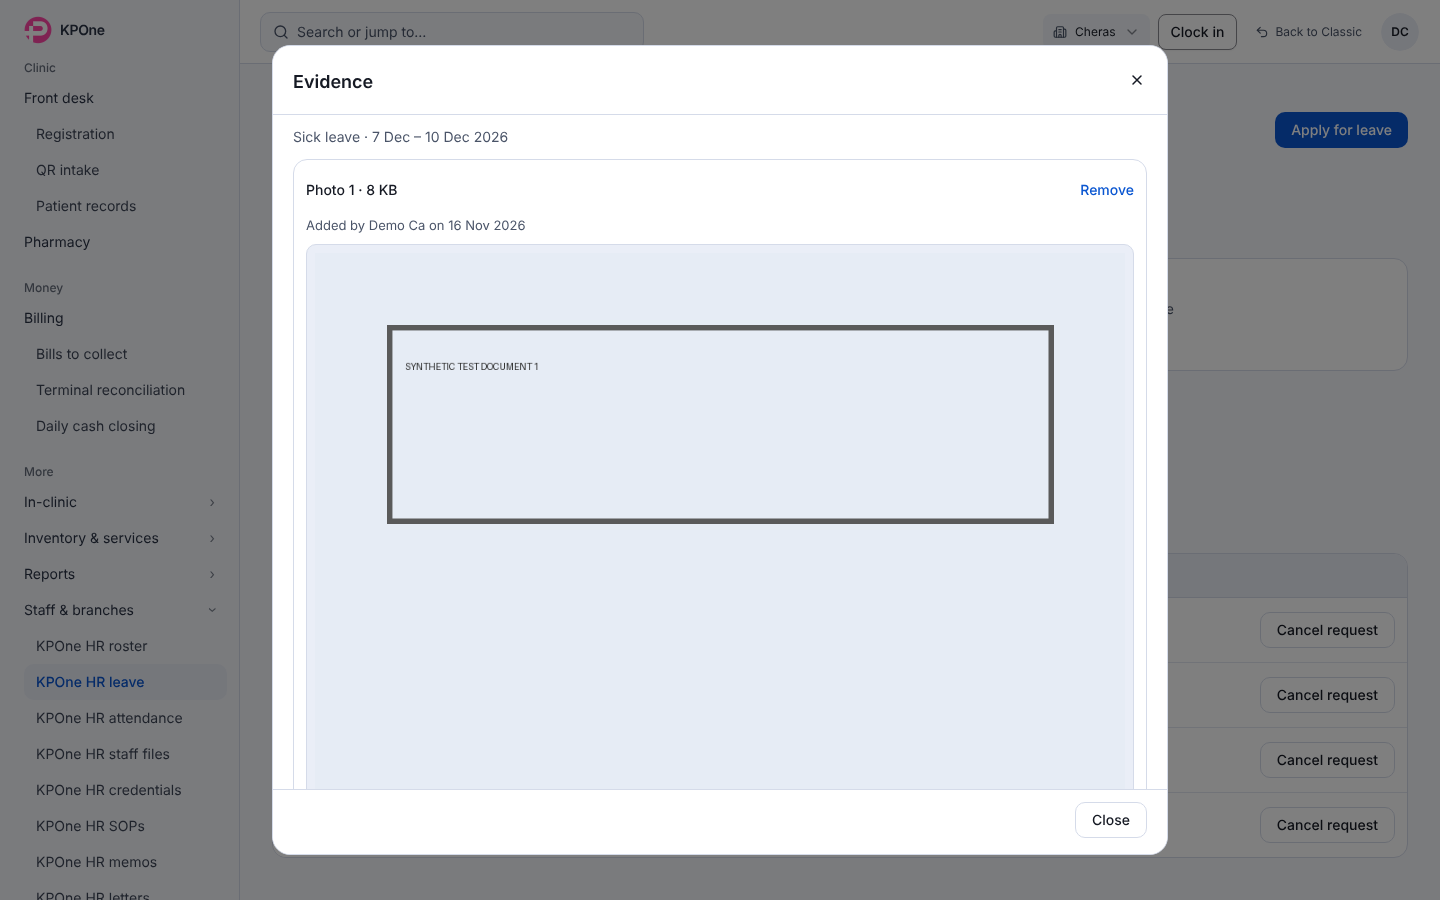 KPOne
Search or jump to...
Cheras
Clock in
Back to Classic
DC
Clinic
Front desk
Registration
QR intake
Patient records
Pharmacy
Money
Billing
Bills to collect
Terminal reconciliation
Daily cash closing
More
In-clinic
Inventory & services
Reports
Staff & branches
KPOne HR roster
KPOne HR leave
KPOne HR attendance
KPOne HR staff files
KPOne HR credentials
KPOne HR SOPs
KPOne HR memos
KPOne HR letters
Apply for leave
Evidence
Sick leave · 7 Dec – 10 Dec 2026
Photo 1 · 8 KB
Remove
Added by Demo Ca on 16 Nov 2026
SYNTHETIC TEST DOCUMENT 1
Cancel request
Cancel request
Cancel request
Cancel request
Close